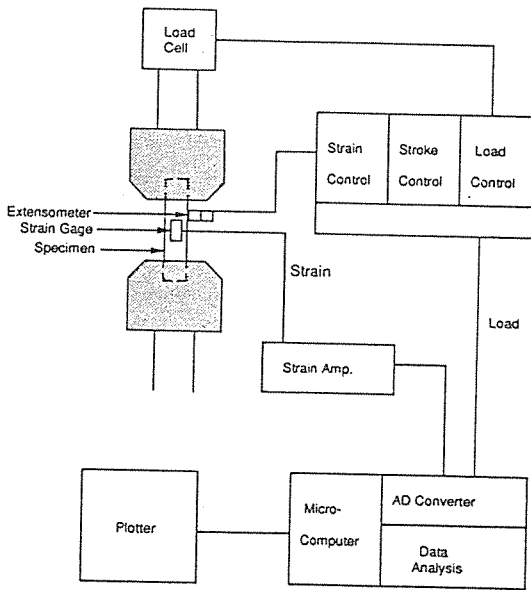 Load
Cell
Strain
Control
Stroke
Control
Load
Control
Extensometer
Strain Gage
Specimen
Strain
Load
Strain Amp.
Plotter
Micro-
Computer
AD Converter
Data
Analysis